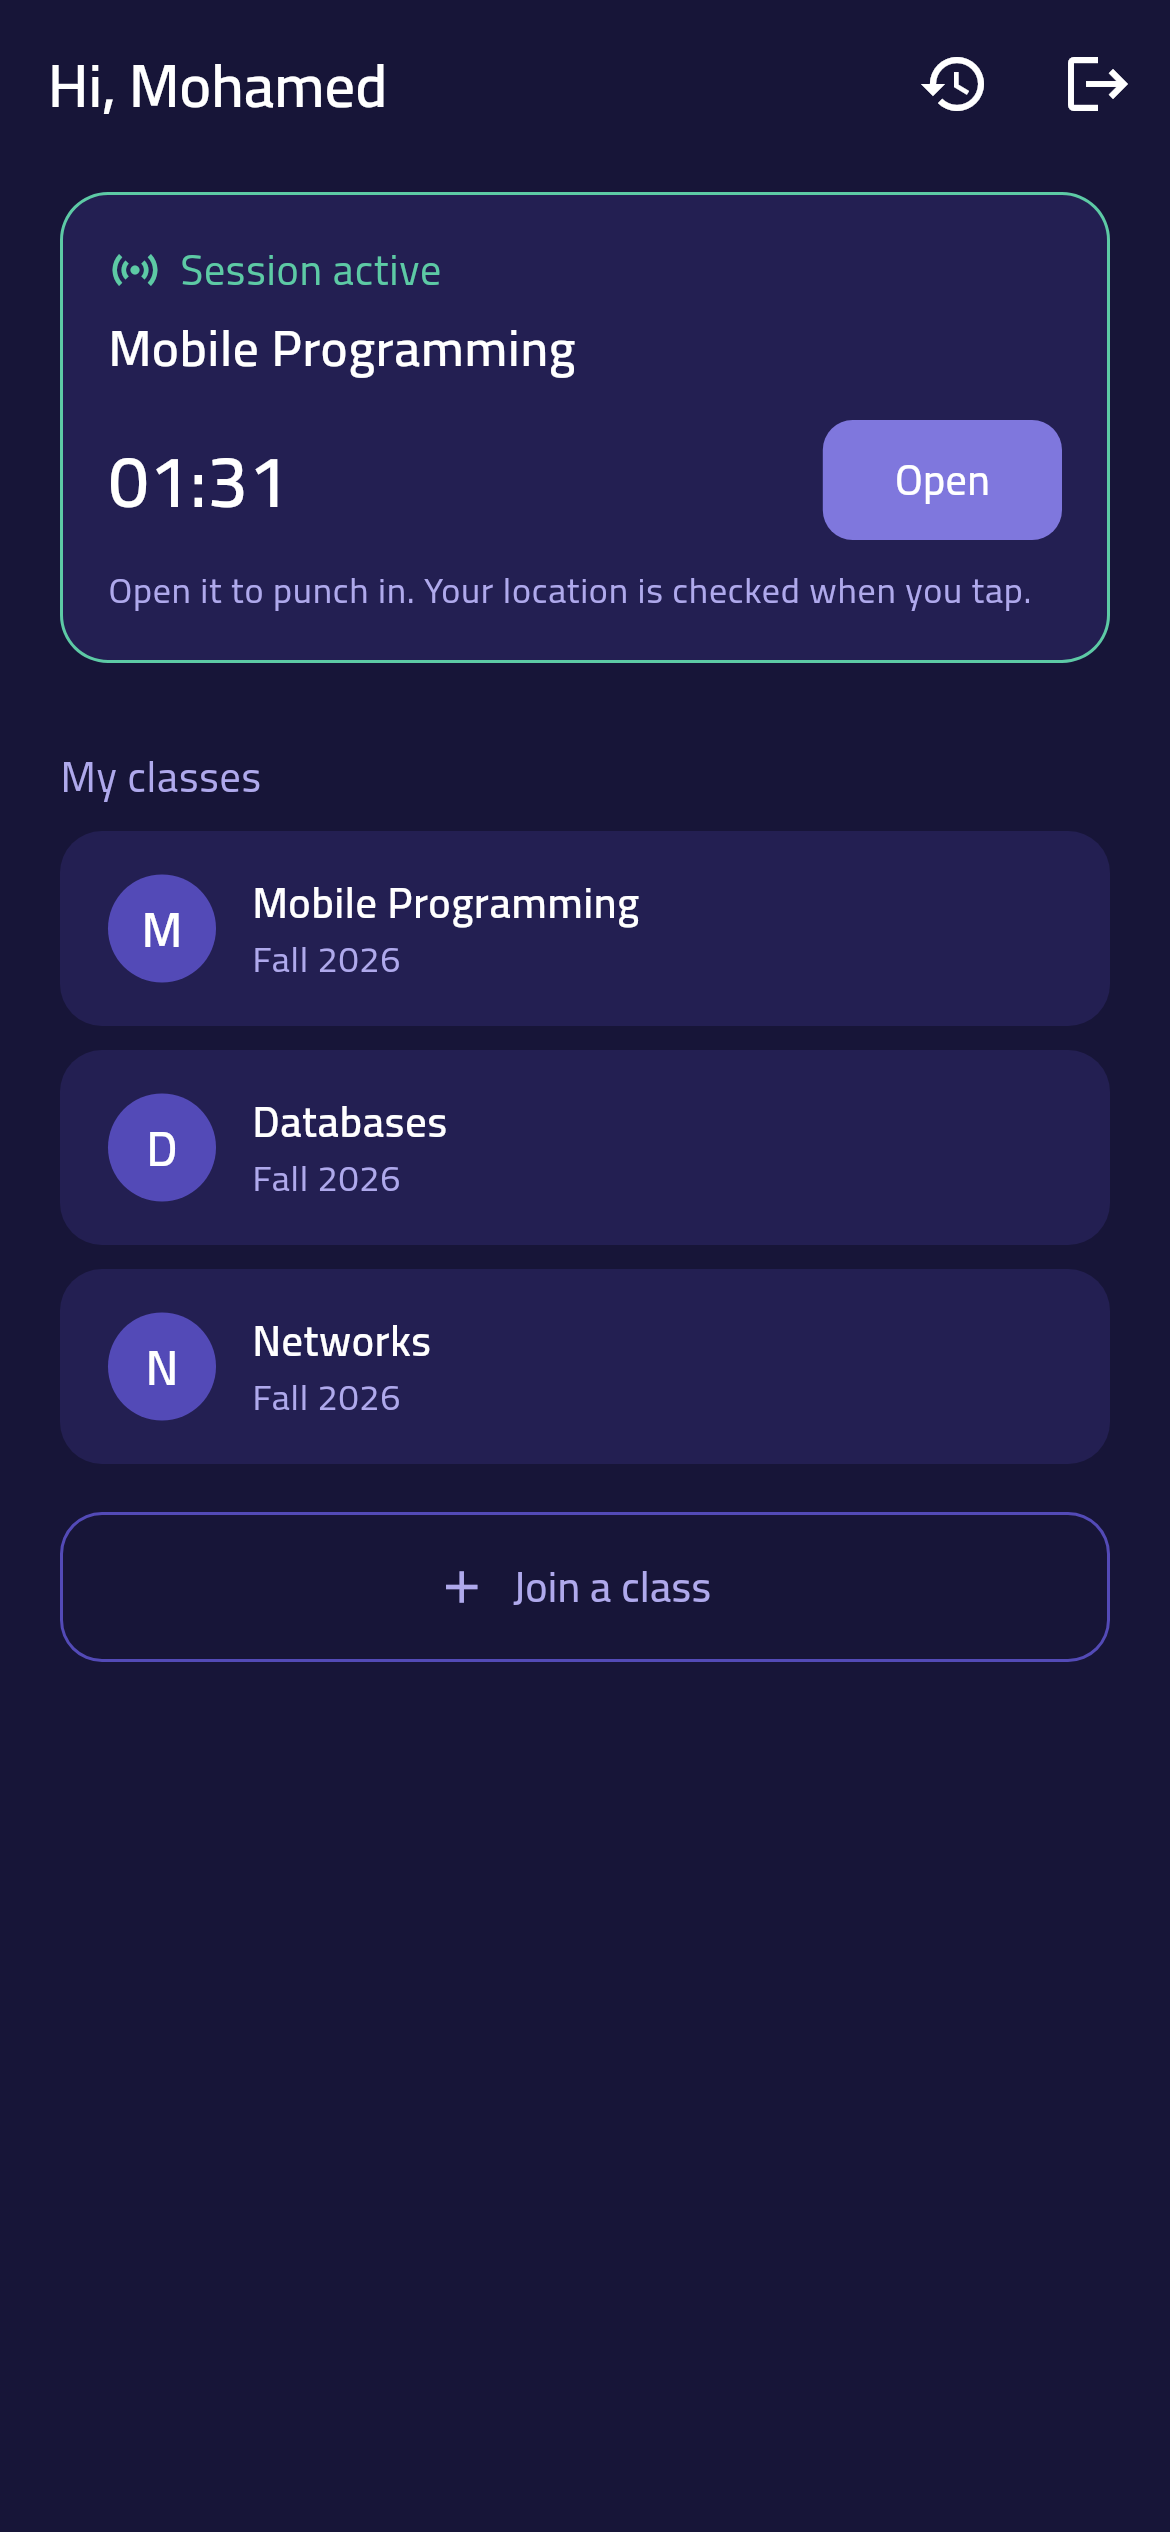 Hi, Mohamed
Session active
Mobile Programming
01:31
Open
Open it to punch in. Your location is checked when you tap.
My classes
M
Mobile Programming
Fall 2026
D
Databases
Fall 2026
N
Networks
Fall 2026
+ Join a class